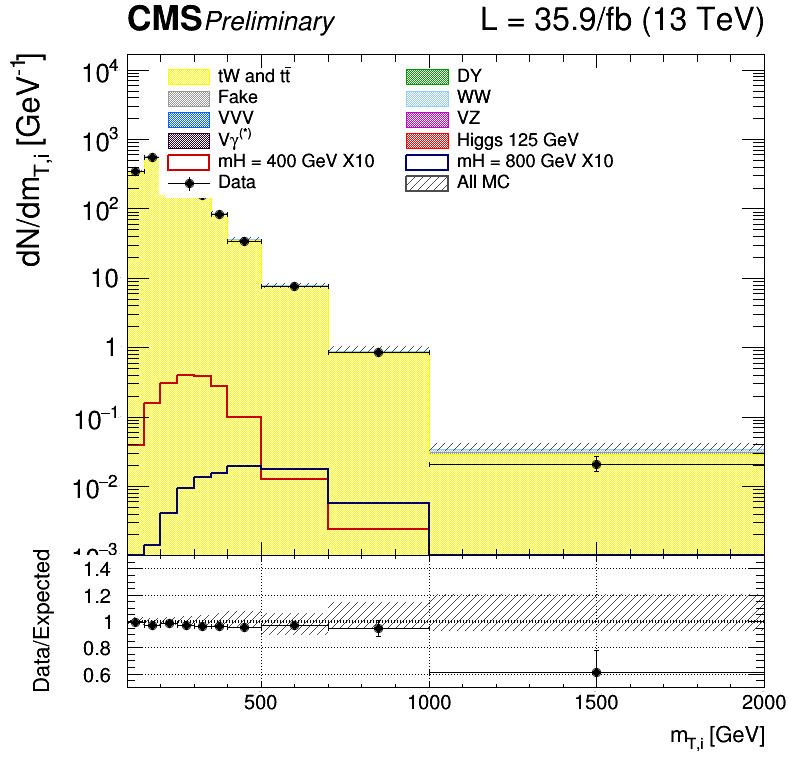 CMS Preliminary L = 35.9/fb (13 TeV)
dN/dm_{T,i} [GeV^{-1}]
10^4
10^3
10^2
10
1
10^{−1}
10^{−2}
10^{−3}
tW and tt̄
Fake
VVV
Vγ^{(*)}
mH = 400 GeV X10
Data
DY
WW
VZ
Higgs 125 GeV
mH = 800 GeV X10
All MC
Data/Expected
1.4
1.2
1
0.8
0.6
500 1000 1500 2000
m_{T,i} [GeV]